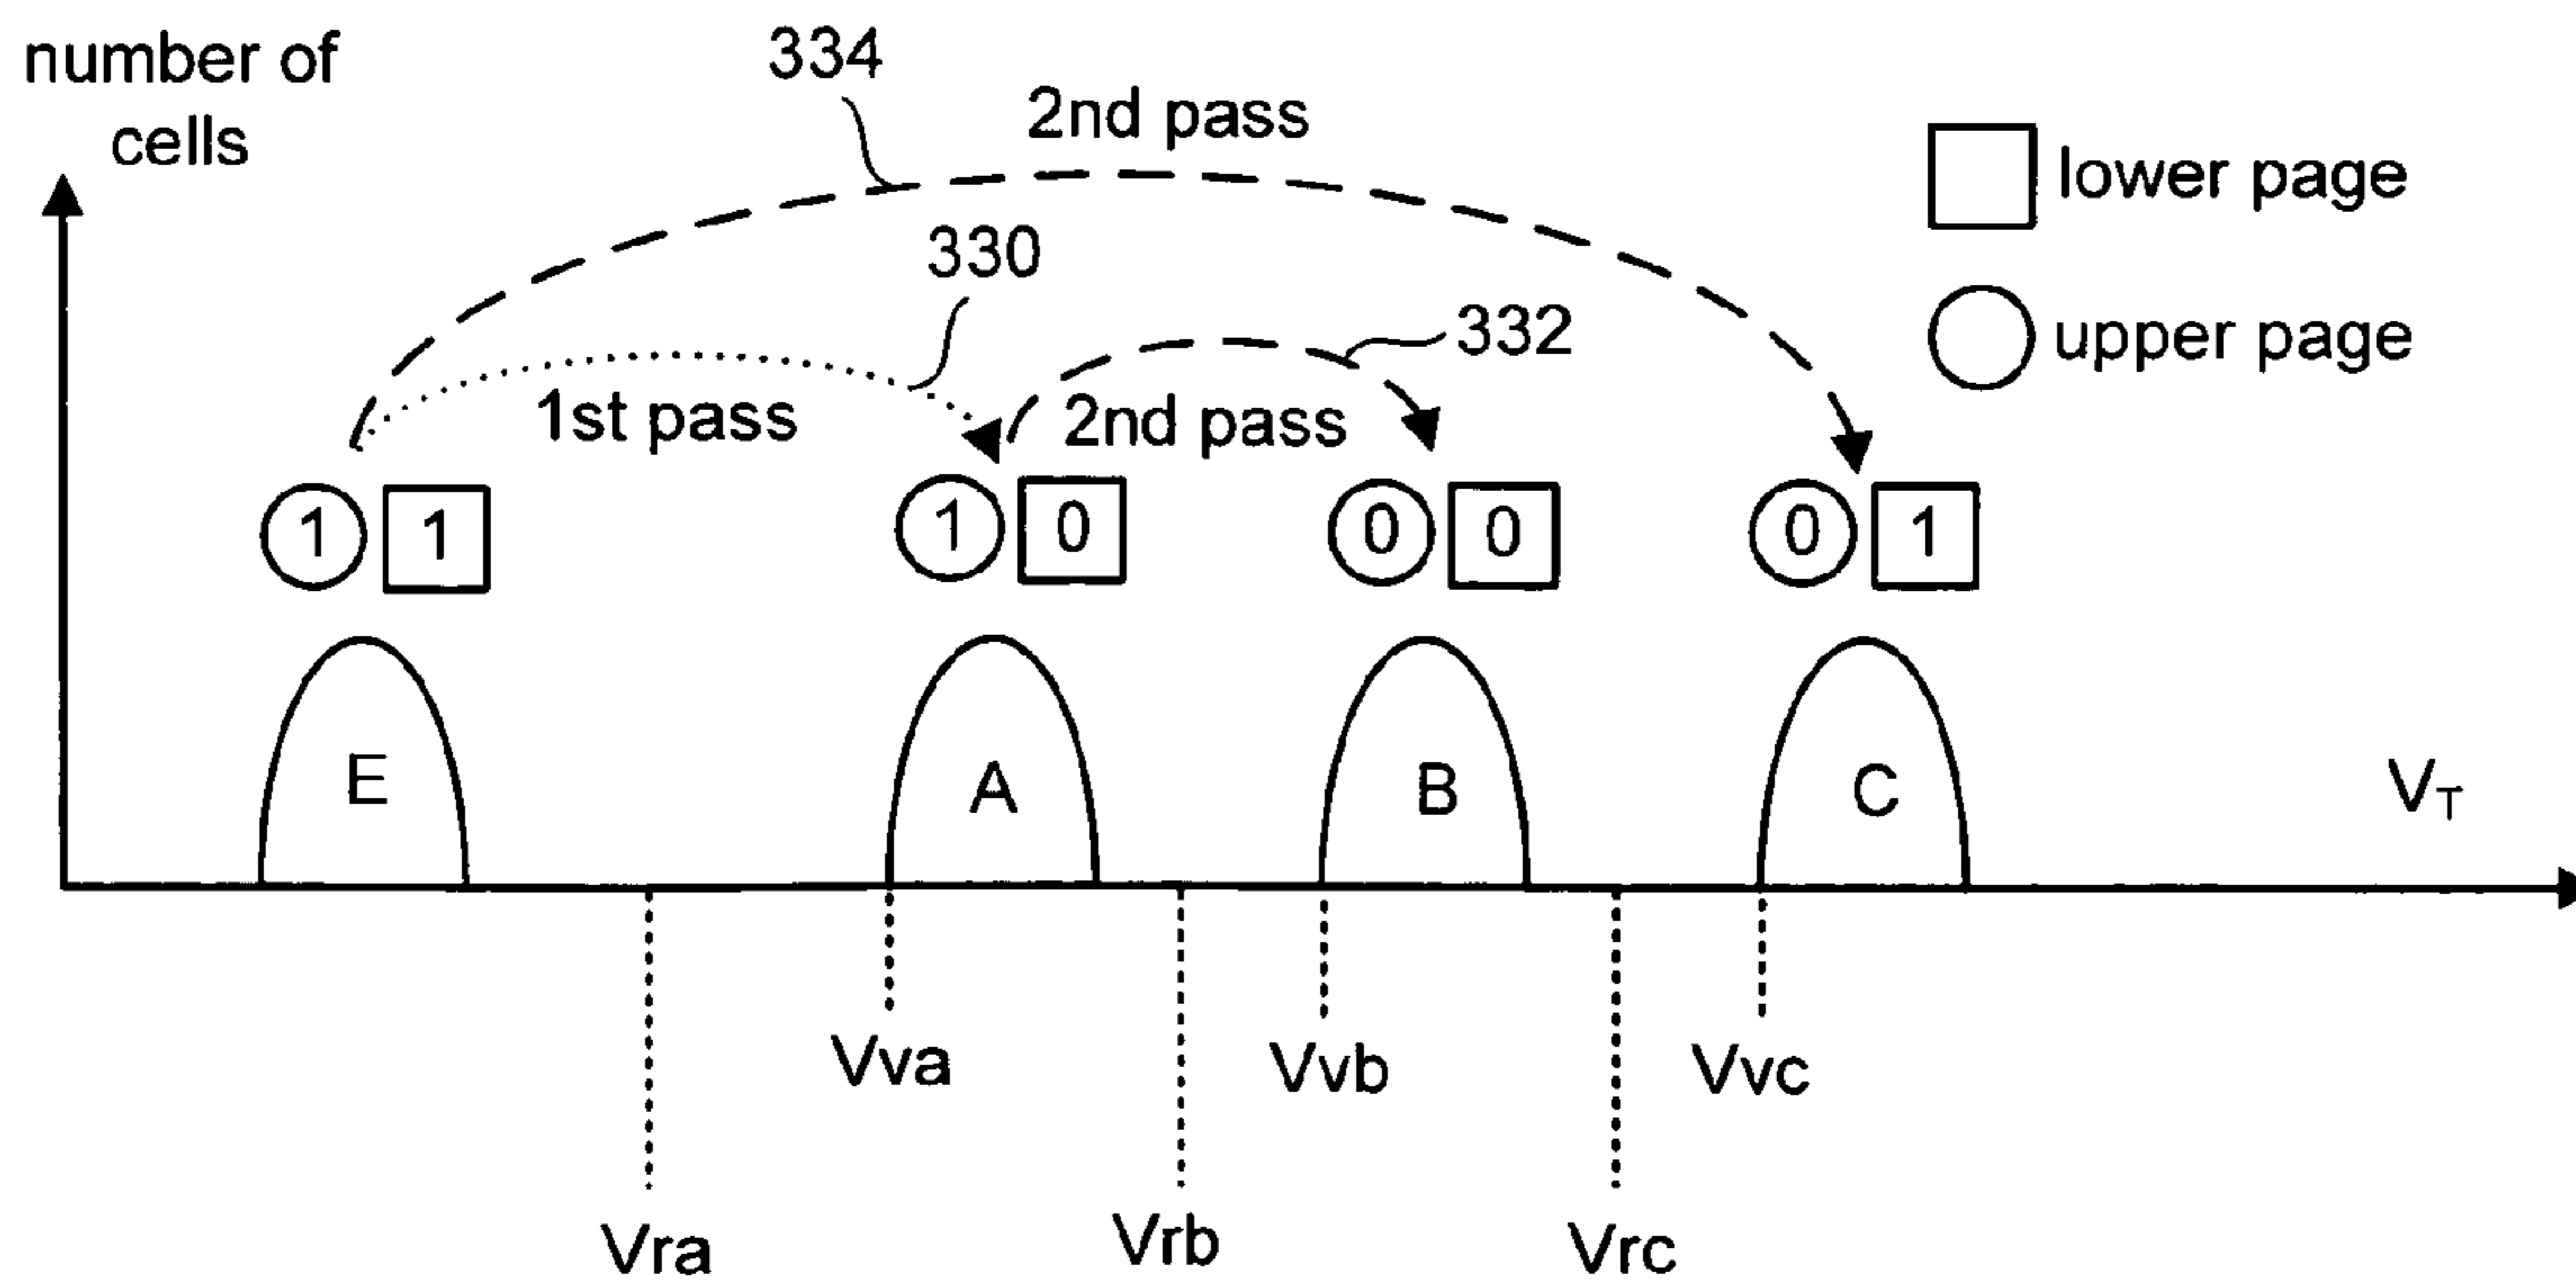 number of
cells
334
2nd pass
lower page
330
332
upper page
1st pass
2nd pass
1 1
1 0
0 0
0 1
E
A
B
C
VT
Vva
Vvb
Vvc
Vra
Vrb
Vrc